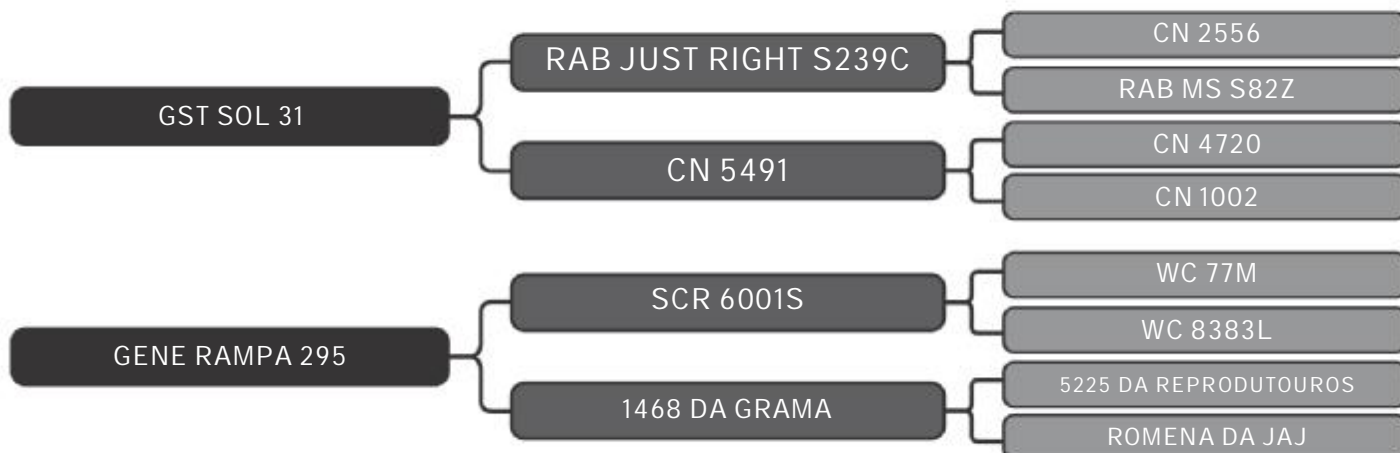 GST SOL 31
RAB JUST RIGHT S239C
CN 2556
RAB MS S82Z
CN 5491
CN 4720
CN 1002
GENE RAMPA 295
SCR 6001S
WC 77M
WC 8383L
1468 DA GRAMA
5225 DA REPRODUTOUROS
ROMENA DA JAJ